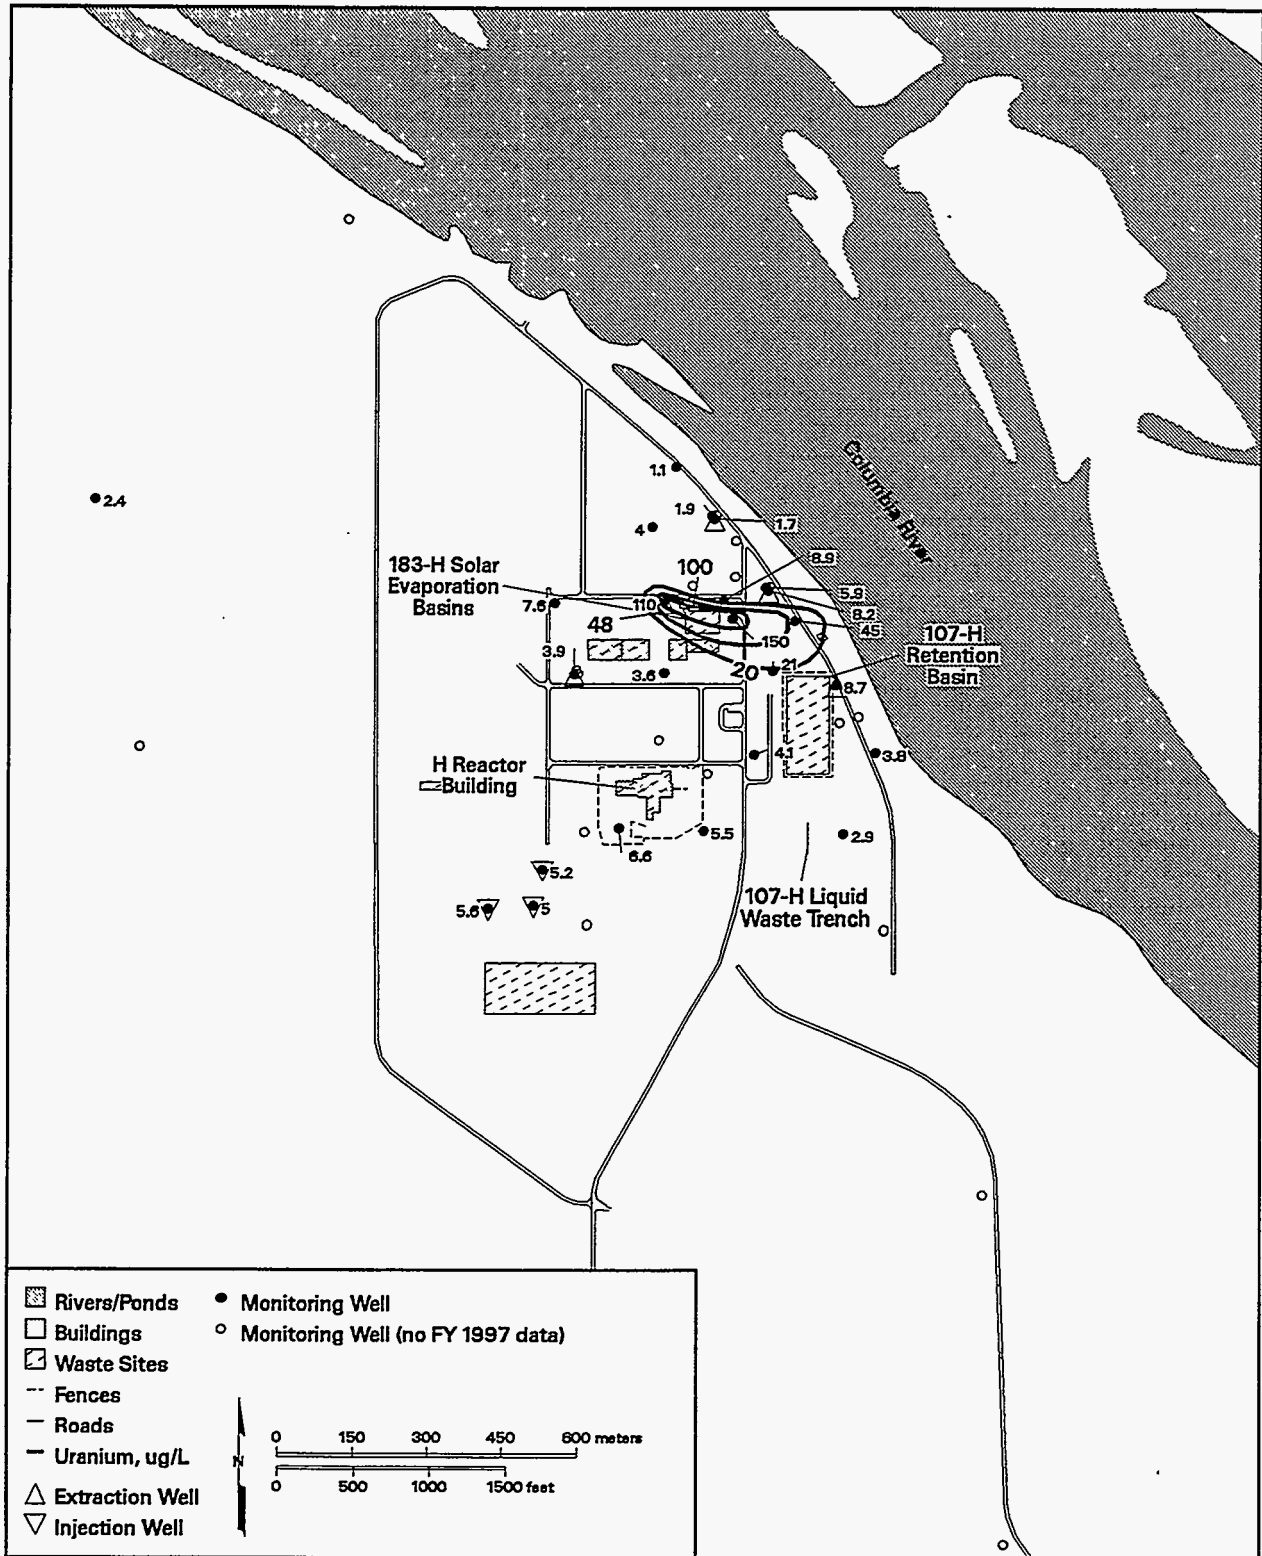 1.1
2.4
1.9
4
1.7
8.9
183-H Solar
Evaporation
Basins
100
5.9
7.6
110
8.2
48
45
150
107-H
Retention
Basin
3.9
3.6
20
21
8.7
Columbia River
4.1
3.8
H Reactor
Building
5.5
2.9
6.6
5.2
5.6
5
107-H Liquid
Waste Trench
Rivers/Ponds
Buildings
Waste Sites
Fences
Roads
Uranium, ug/L
Extraction Well
Injection Well
Monitoring Well
Monitoring Well (no FY 1997 data)
N
0 150 300 450 600 meters
0 500 1000 1500 feet